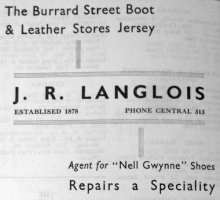 The Burrard Street Boot
& Leather Stores Jersey
J. R. LANGLOIS
ESTABLISED 1878 PHONE CENTRAL 313
Agent for "Nell Gwynne" Shoes
Repairs a Speciality